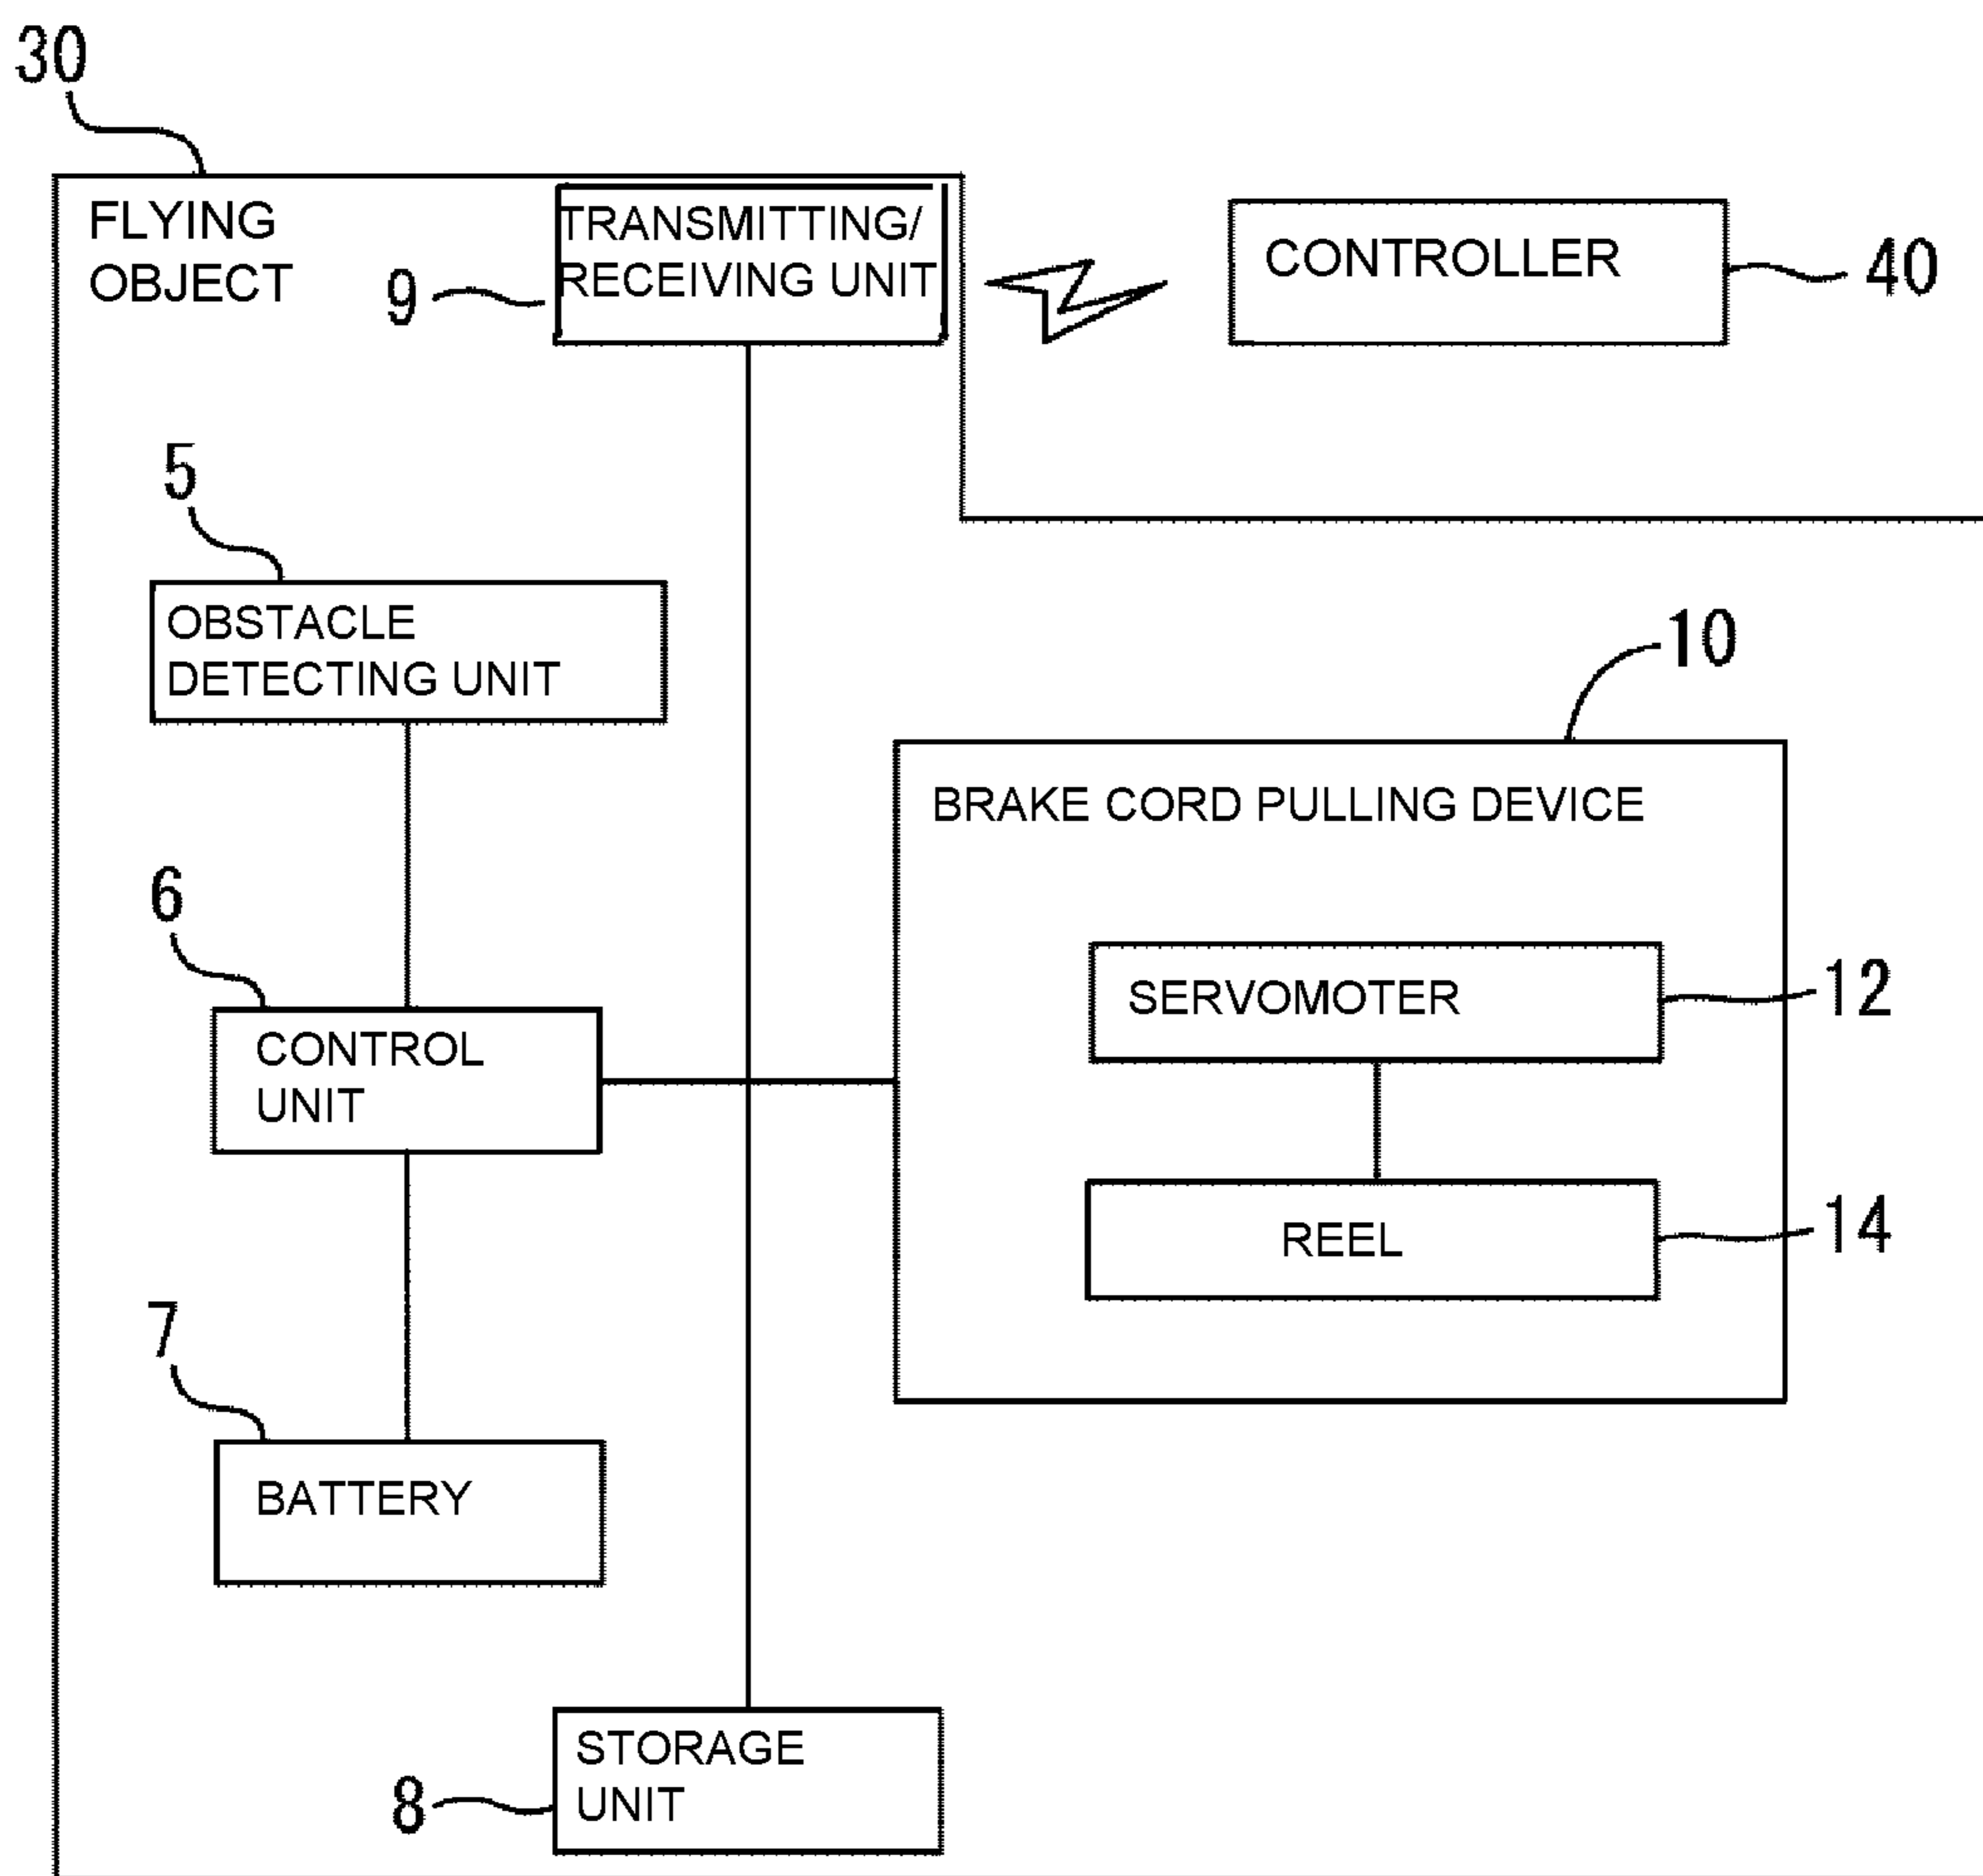 30
FLYING
OBJECT
TRANSMITTING/
RECEIVING UNIT
9
CONTROLLER
40
5
OBSTACLE
DETECTING UNIT
10
BRAKE CORD PULLING DEVICE
6
CONTROL
UNIT
SERVOMOTER
12
REEL
14
7
BATTERY
STORAGE
UNIT
8